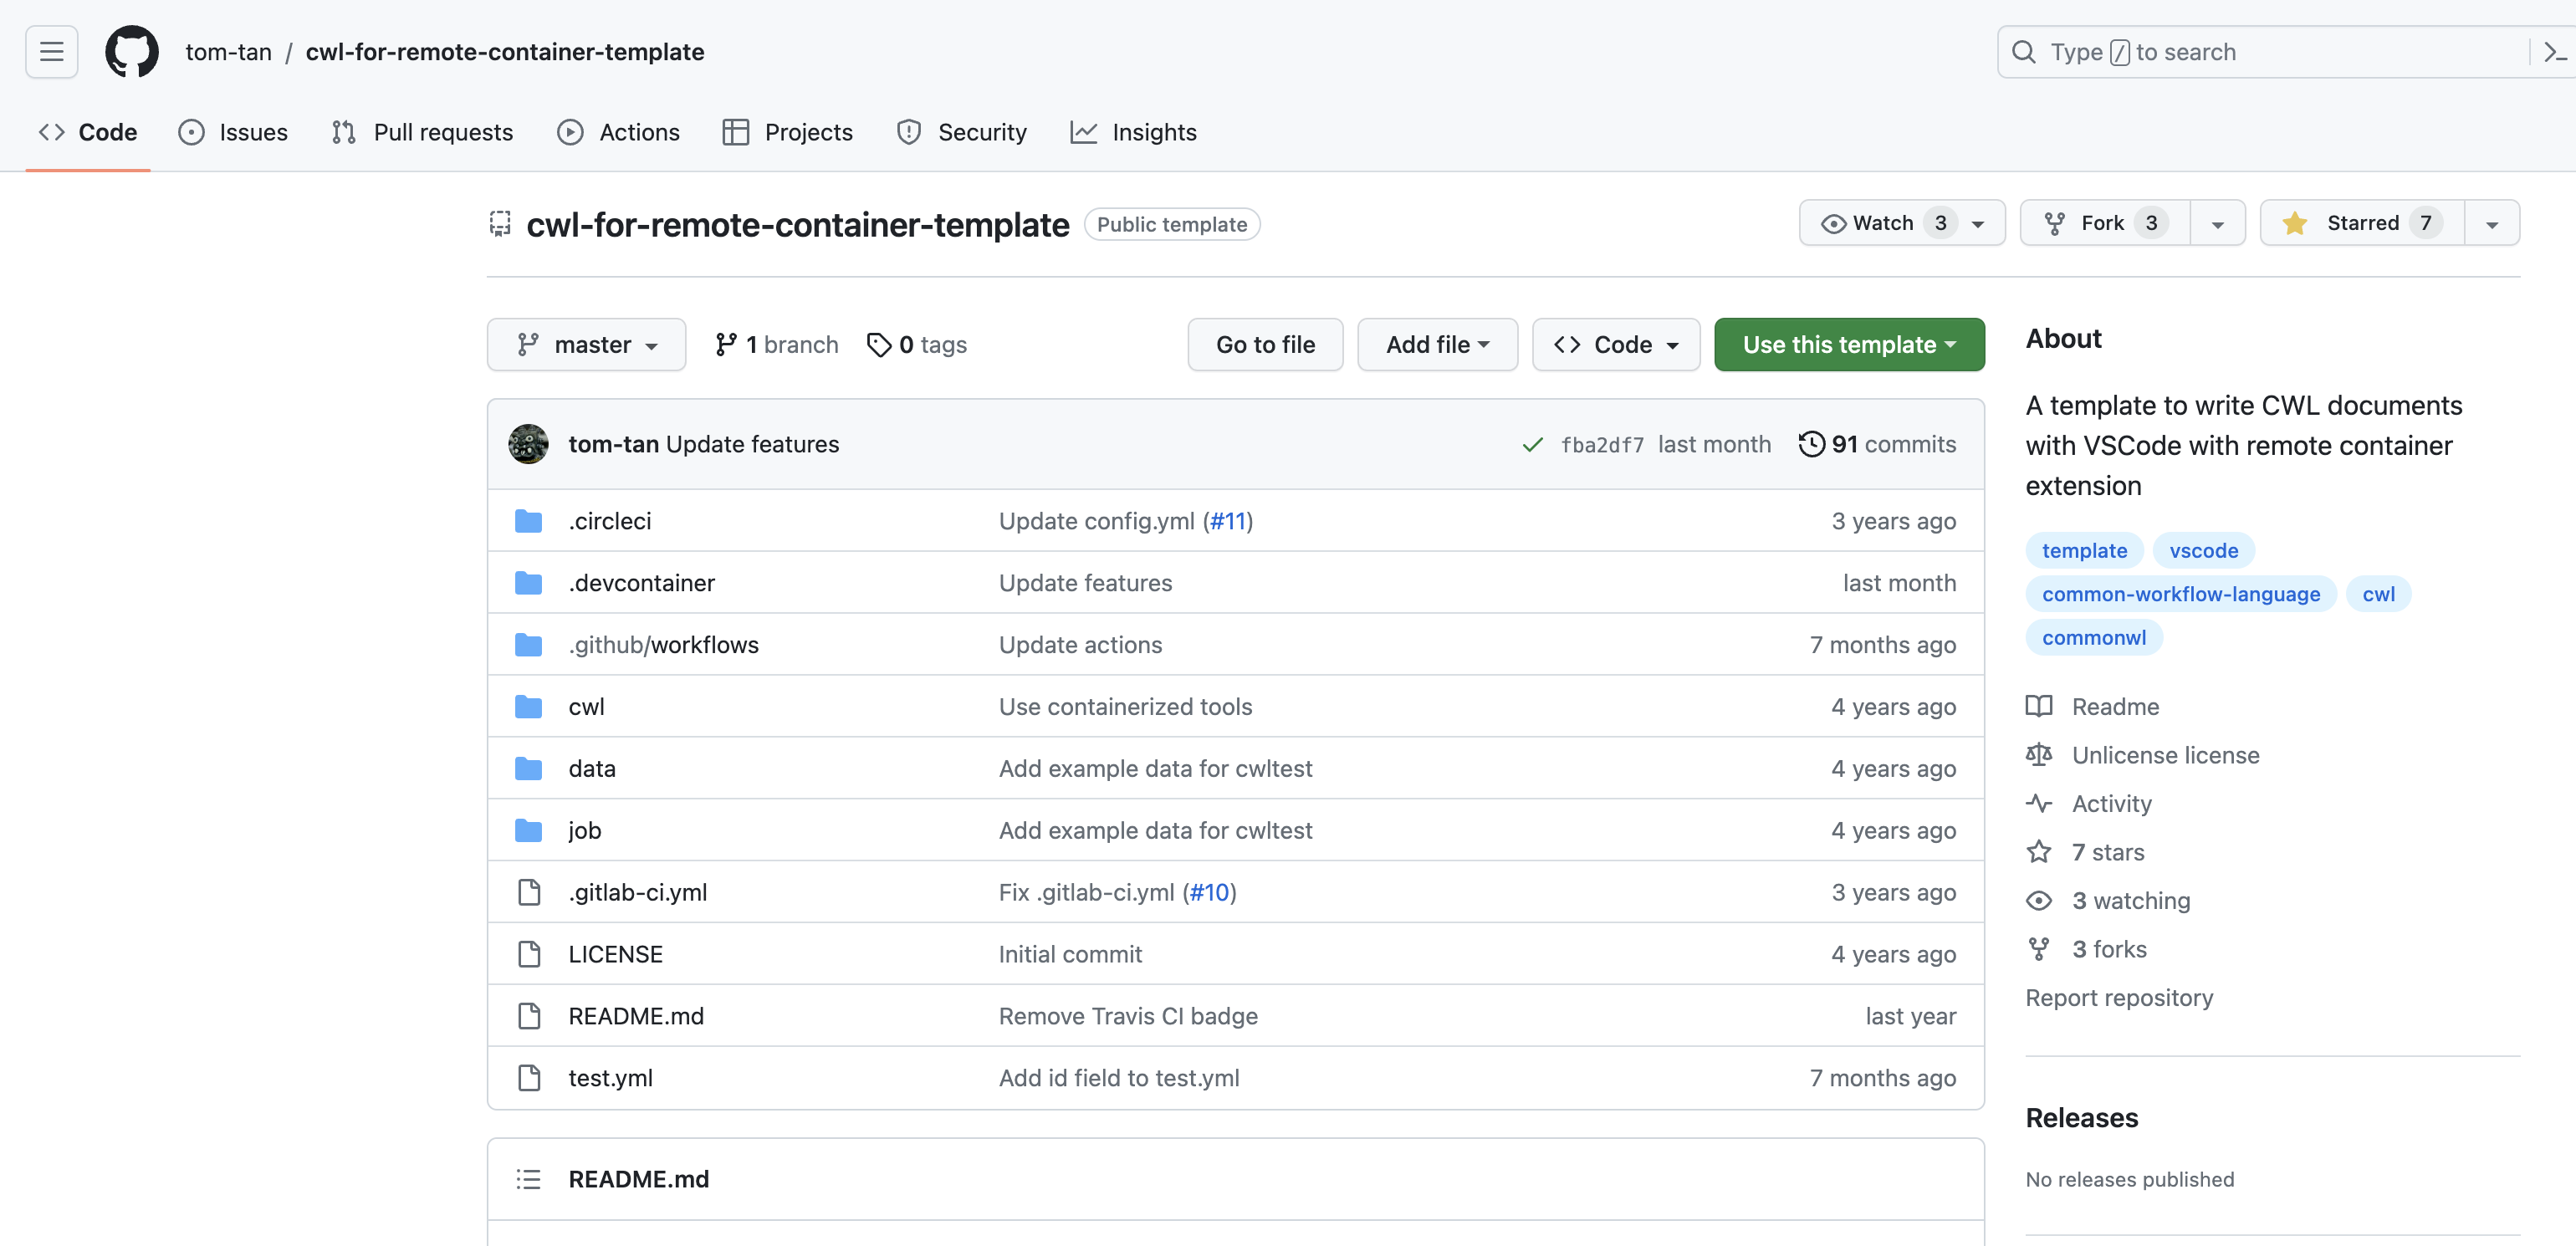 tom-tan / cwl-for-remote-container-template
Type / to search
Code Issues Pull requests Actions Projects Security Insights
cwl-for-remote-container-template Public template
Watch 3 Fork 3 Starred 7
master 1 branch 0 tags Go to file Add file <> Code Use this template
tom-tan Update features fba2df7 last month 91 commits
.circleci Update config.yml (#11) 3 years ago
.devcontainer Update features last month
.github/workflows Update actions 7 months ago
cwl Use containerized tools 4 years ago
data Add example data for cwltest 4 years ago
job Add example data for cwltest 4 years ago
.gitlab-ci.yml Fix .gitlab-ci.yml (#10) 3 years ago
LICENSE Initial commit 4 years ago
README.md Remove Travis CI badge last year
test.yml Add id field to test.yml 7 months ago
README.md
About
A template to write CWL documents
with VSCode with remote container
extension
template vscode
common-workflow-language cwl
commonwl
Readme
Unlicense license
Activity
7 stars
3 watching
3 forks
Report repository
Releases
No releases published